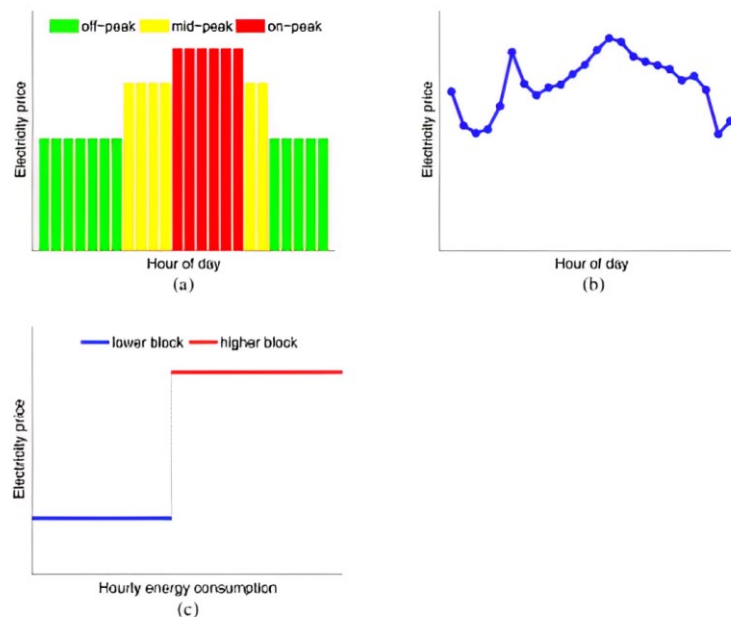 off-peak mid-peak on-peak
Electricity price
Hour of day
(a)
Electricity price
Hour of day
(b)
lower block higher block
Electricity price
Hourly energy consumption
(c)